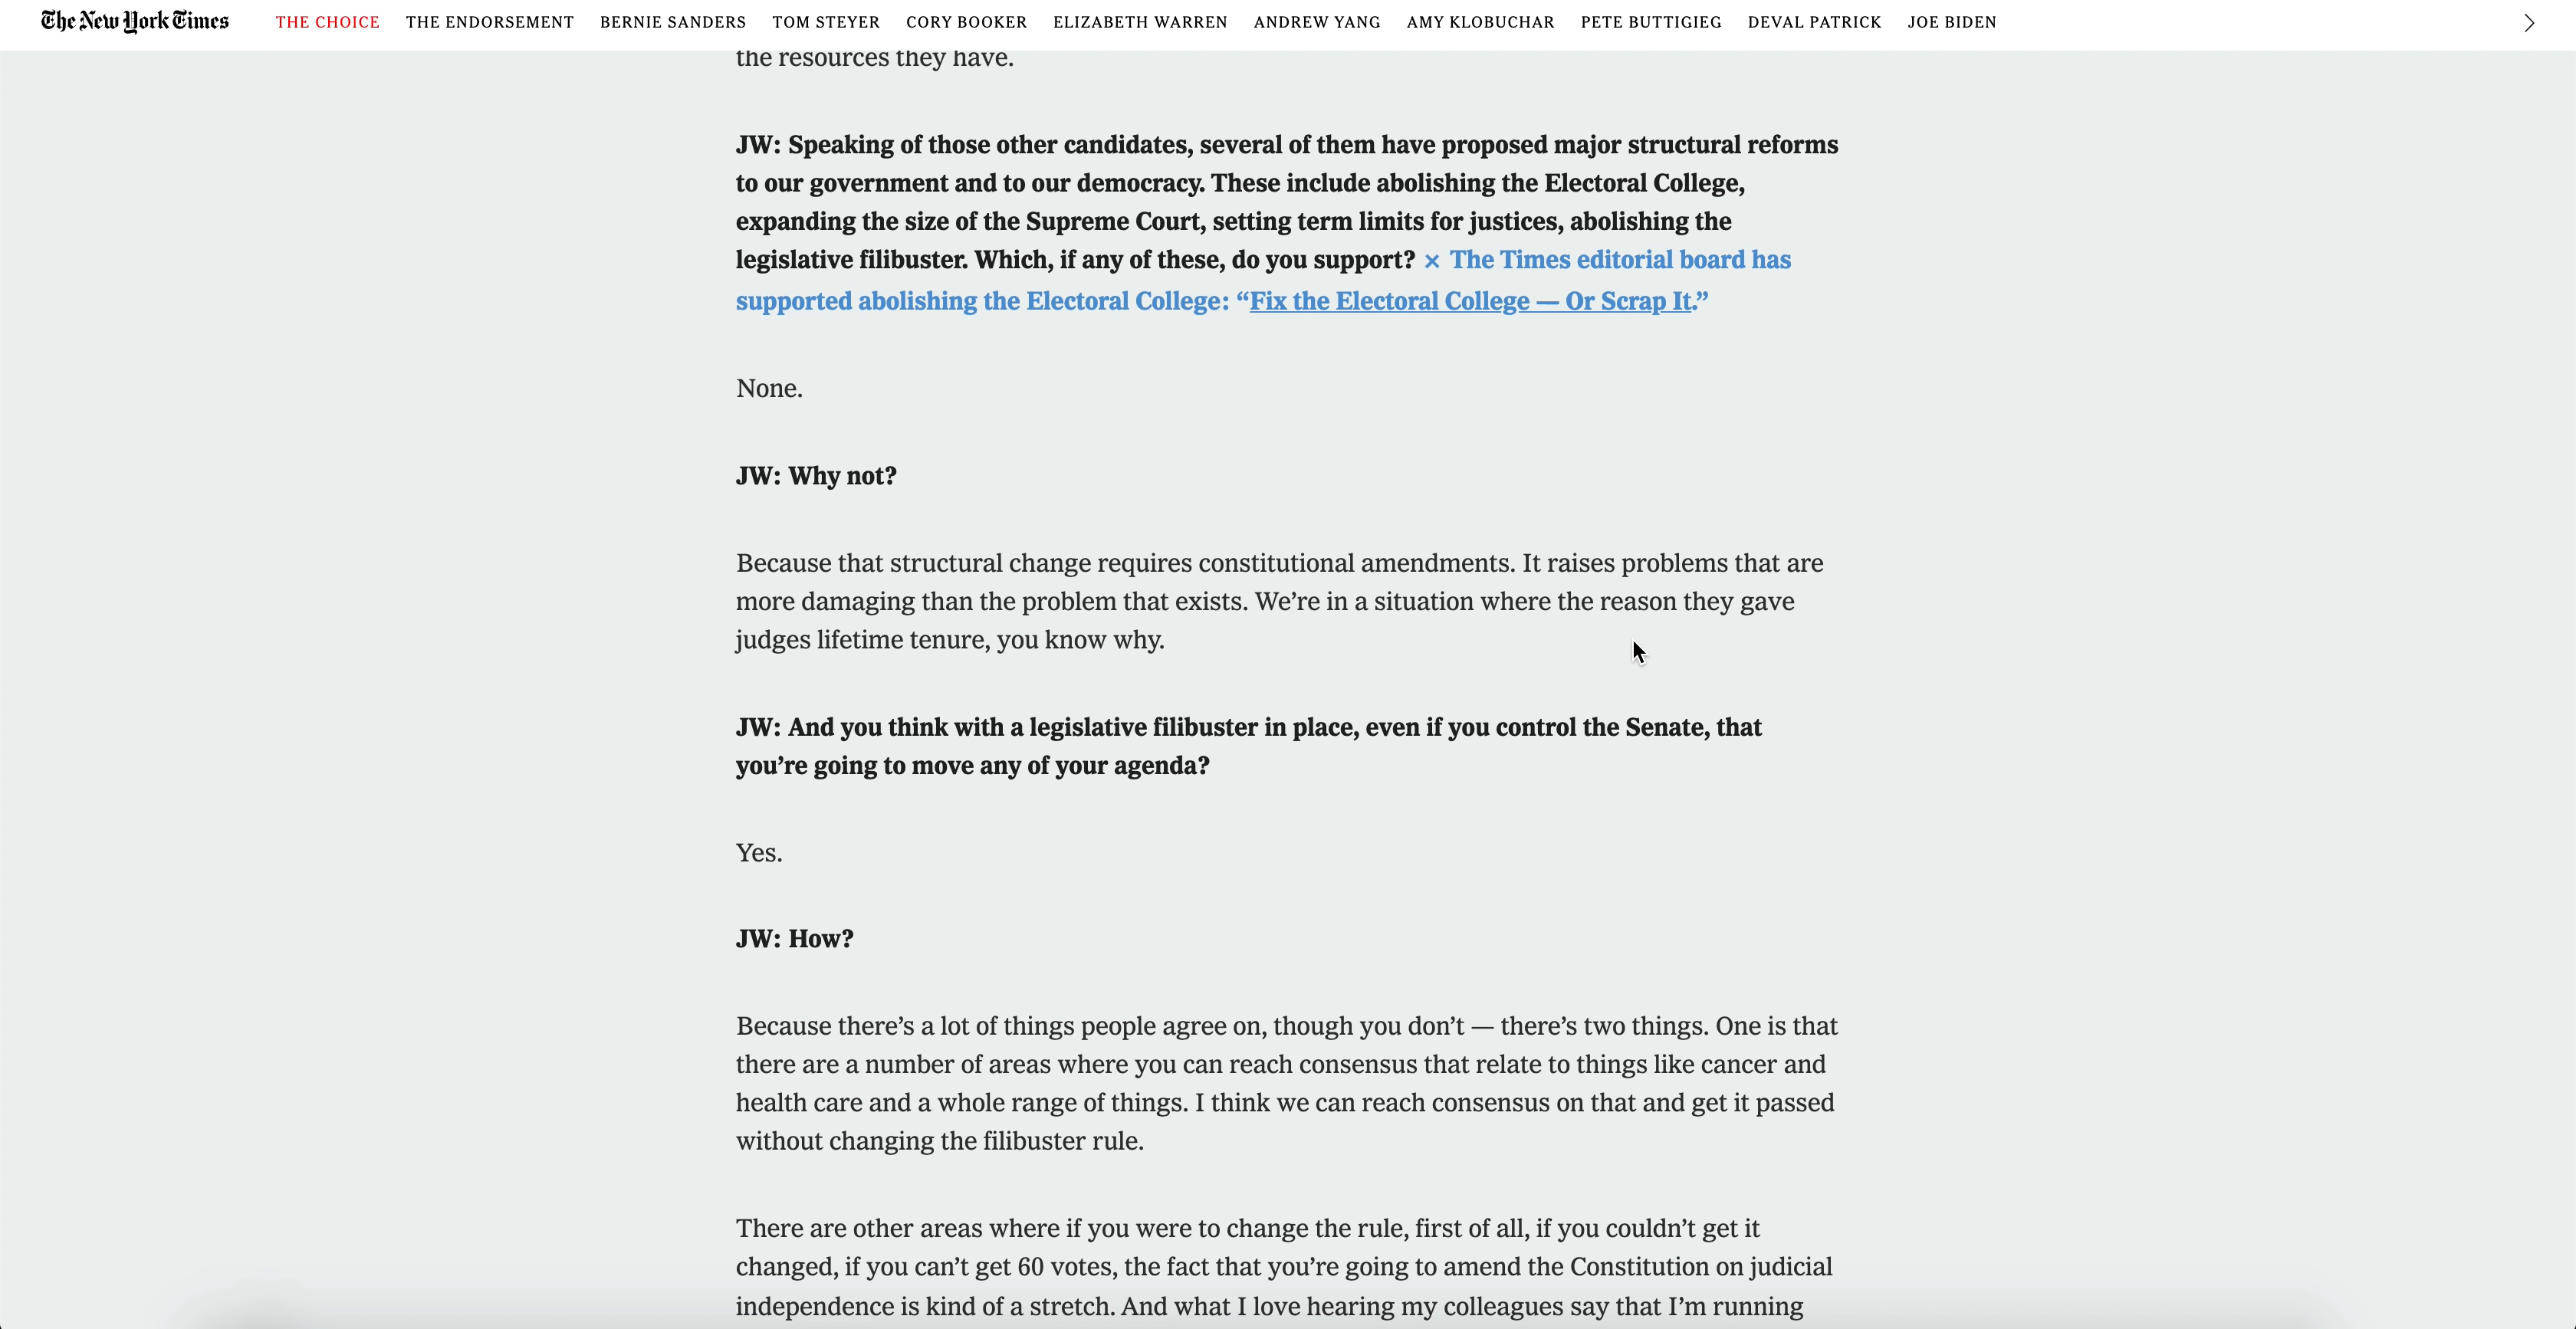 The New York Times THE CHOICE THE ENDORSEMENT BERNIE SANDERS TOM STEYER CORY BOOKER ELIZABETH WARREN ANDREW YANG AMY KLOBUCHAR PETE BUTTIGIEG DEVAL PATRICK JOE BIDEN
the resources they have.
JW: Speaking of those other candidates, several of them have proposed major structural reforms
to our government and to our democracy. These include abolishing the Electoral College,
expanding the size of the Supreme Court, setting term limits for justices, abolishing the
legislative filibuster. Which, if any of these, do you support? × The Times editorial board has
supported abolishing the Electoral College: “Fix the Electoral College — Or Scrap It.”
None.
JW: Why not?
Because that structural change requires constitutional amendments. It raises problems that are
more damaging than the problem that exists. We’re in a situation where the reason they gave
judges lifetime tenure, you know why.
JW: And you think with a legislative filibuster in place, even if you control the Senate, that
you’re going to move any of your agenda?
Yes.
JW: How?
Because there’s a lot of things people agree on, though you don’t — there’s two things. One is that
there are a number of areas where you can reach consensus that relate to things like cancer and
health care and a whole range of things. I think we can reach consensus on that and get it passed
without changing the filibuster rule.
There are other areas where if you were to change the rule, first of all, if you couldn’t get it
changed, if you can’t get 60 votes, the fact that you’re going to amend the Constitution on judicial
independence is kind of a stretch. And what I love hearing my colleagues say that I’m running